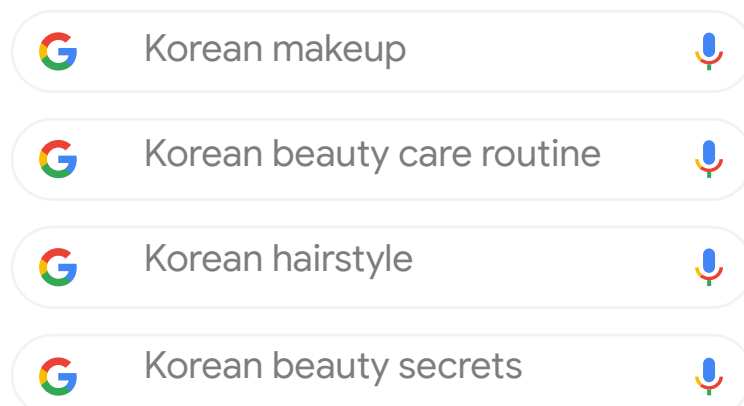 Korean makeup
Korean beauty care routine
Korean hairstyle
Korean beauty secrets